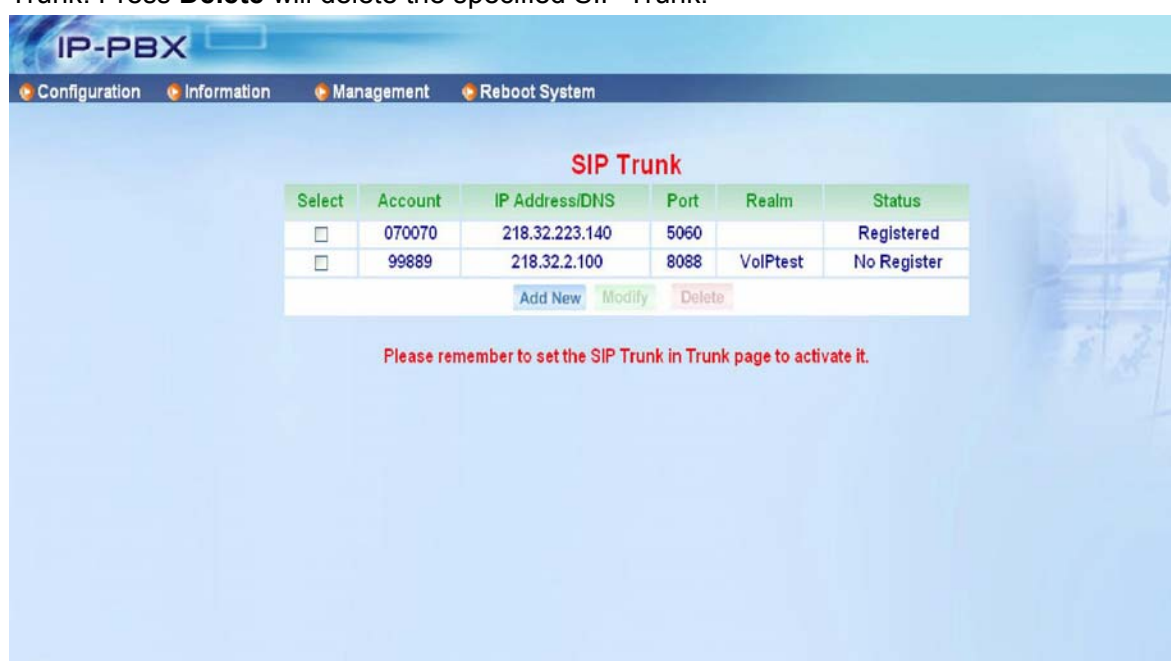 Trunk. Press Delete will delete the specified SIP Trunk.
IP-PBX
Configuration Information Management Reboot System
SIP Trunk
Select Account IP Address/DNS Port Realm Status
070070 218.32.223.140 5060 Registered
99889 218.32.2.100 8088 VoIPtest No Register
Add New Modify Delete
Please remember to set the SIP Trunk in Trunk page to activate it.